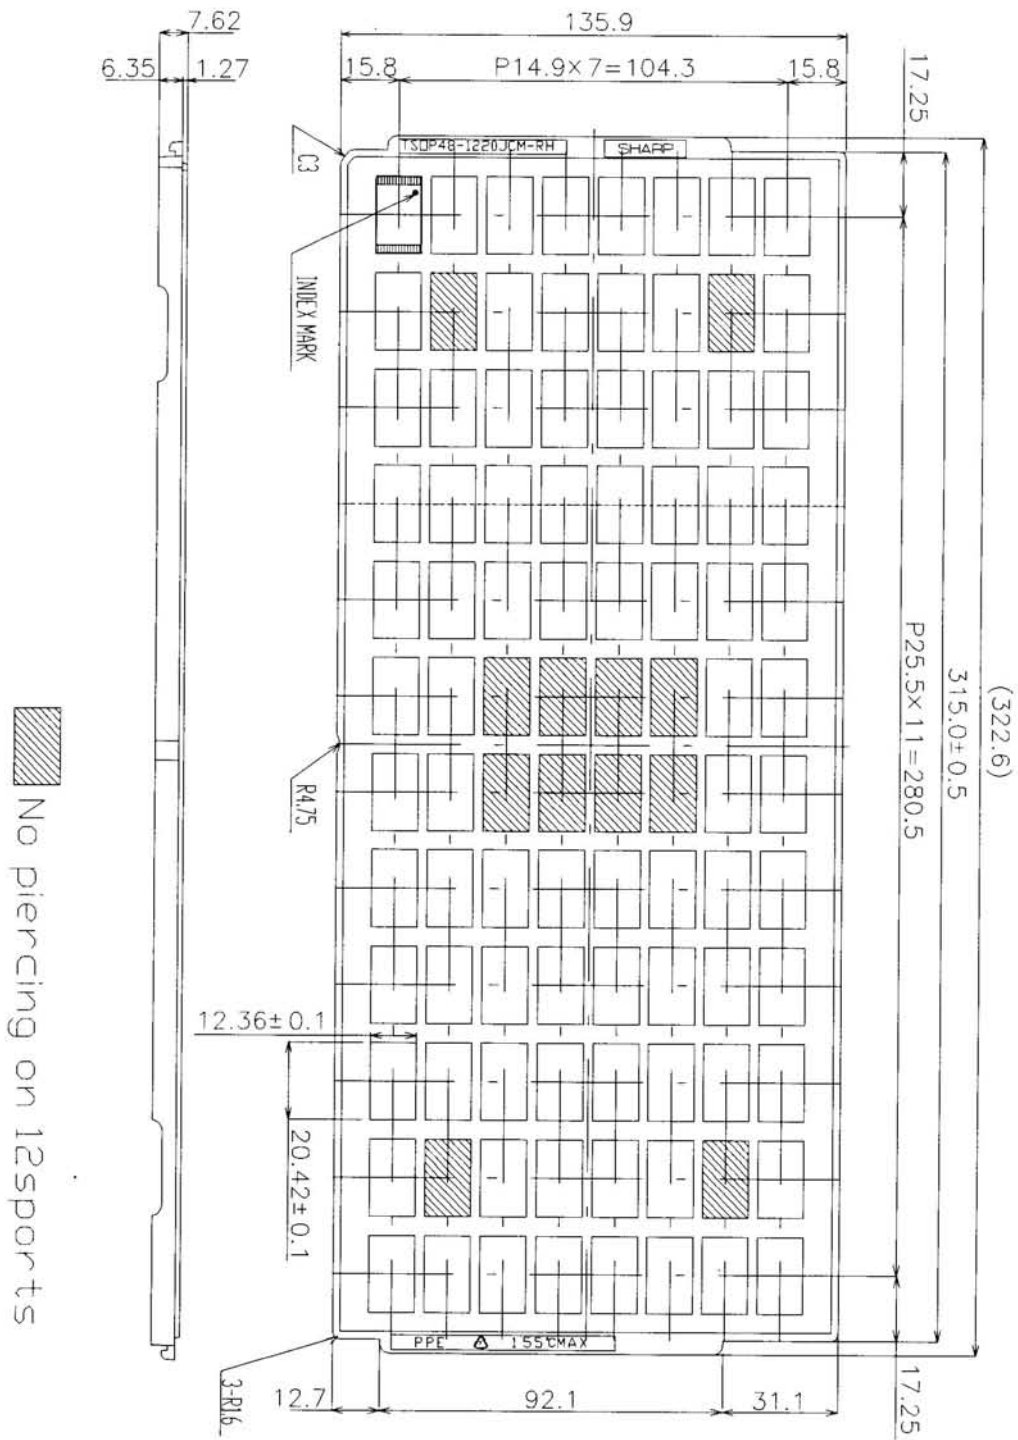 7.62
6.35
1.27
135.9
15.8
P14.9×7=104.3
15.8
17.25
TSOP48-1220JCM-RH
SHARP
C3
INDEX MARK
(322.6)
315.0±0.5
P25.5×11=280.5
R4.75
12.36±0.1
20.42±0.1
PPE
155℃MAX
3-R1.6
12.7
92.1
31.1
17.25
No piercing on 12sports